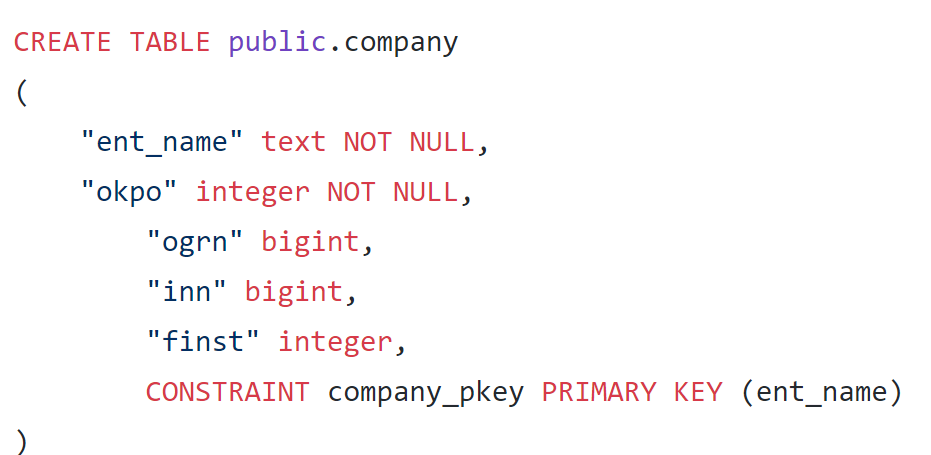 CREATE TABLE public.company
(
"ent_name" text NOT NULL,
"okpo" integer NOT NULL,
"ogrn" bigint,
"inn" bigint,
"finst" integer,
CONSTRAINT company_pkey PRIMARY KEY (ent_name)
)